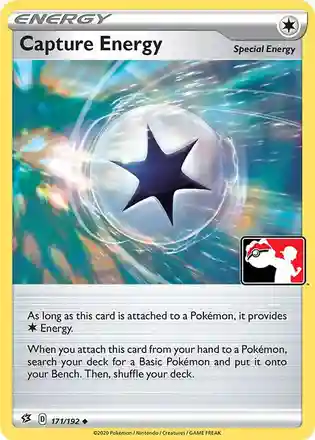 ENERGY
Capture Energy
Special Energy
As long as this card is attached to a Pokémon, it provides
Energy.
When you attach this card from your hand to a Pokémon,
search your deck for a Basic Pokémon and put it onto
your Bench. Then, shuffle your deck.
D 171/192
©2020 Pokémon / Nintendo / Creatures / GAME FREAK